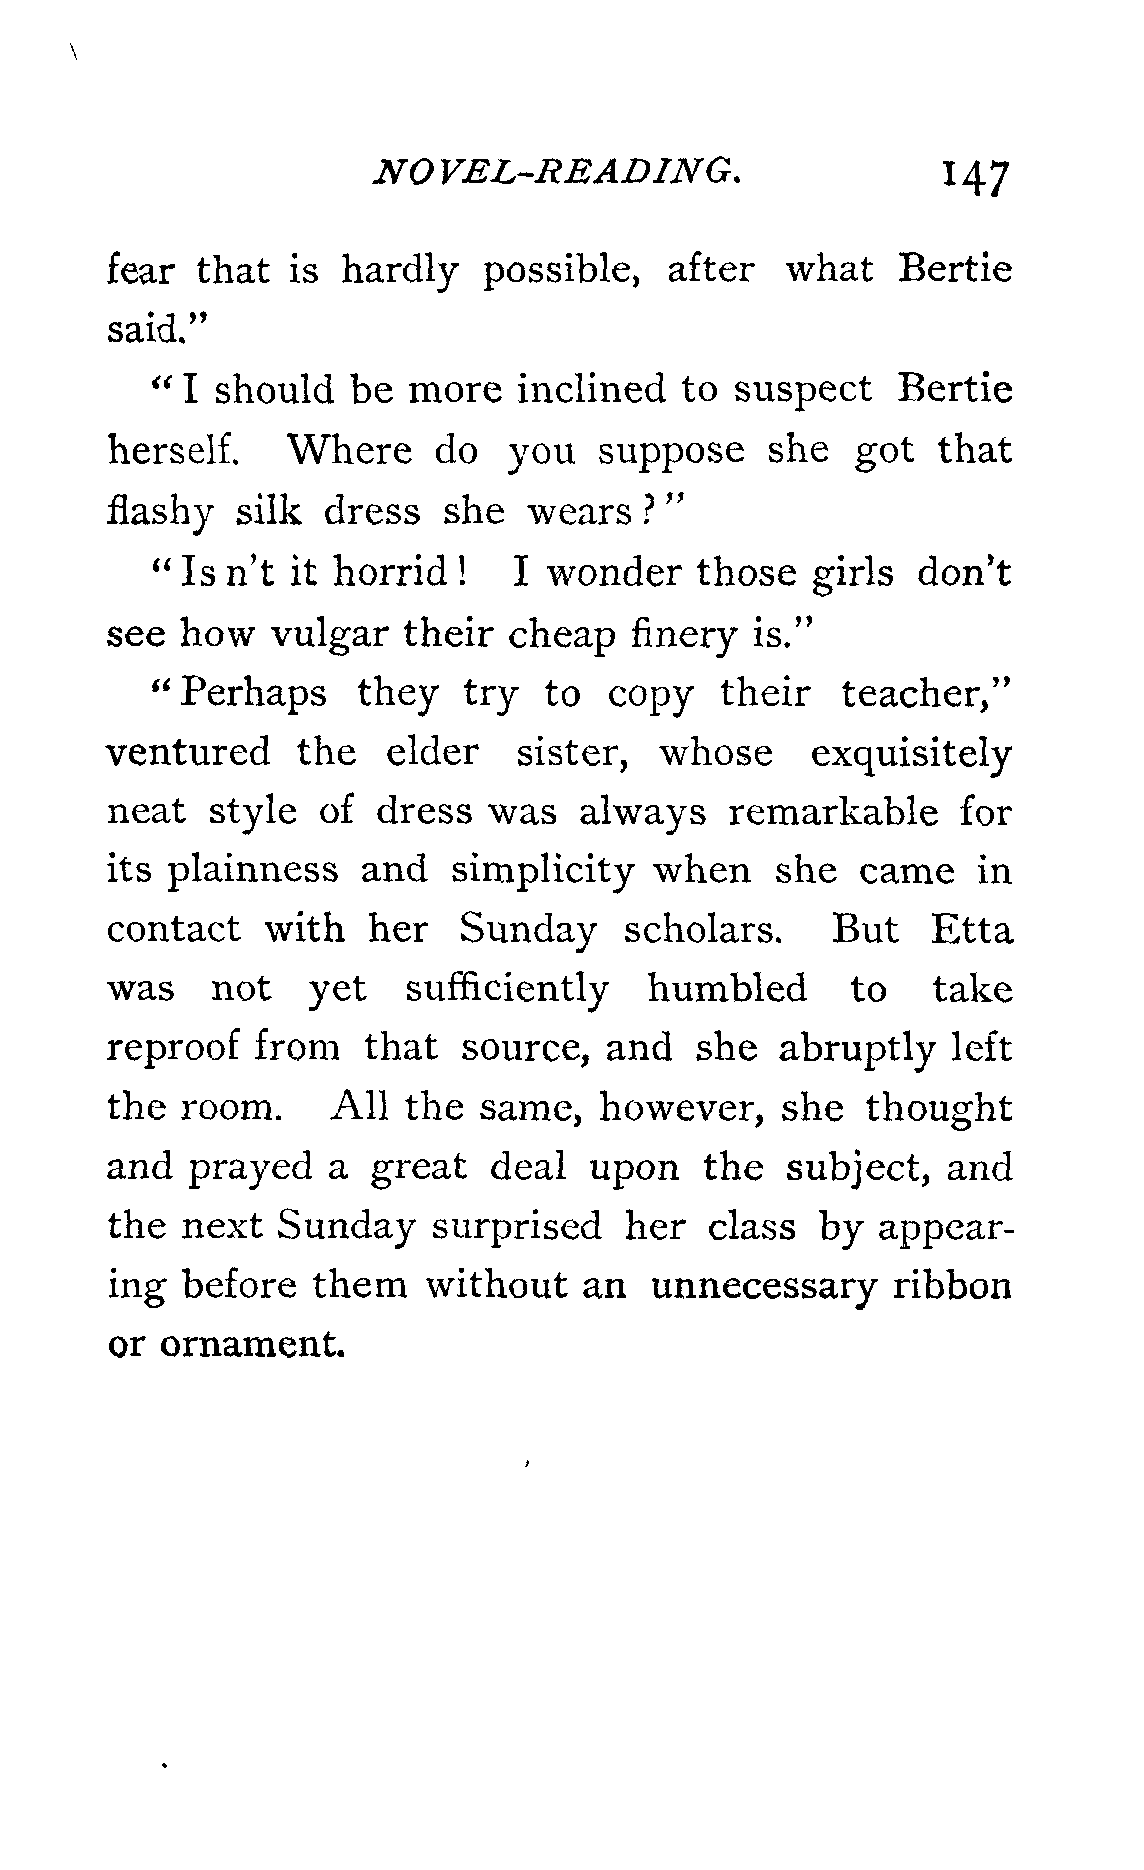 NOVEL-READING. 147
fear that is hardly possible, after what Bertie
said."
"I should be more inclined to suspect Bertie
herself. Where do you suppose she got that
flashy silk dress she wears?"
"Is n't it horrid! I wonder those girls don't
see how vulgar their cheap finery is."
"Perhaps they try to copy their teacher,"
ventured the elder sister, whose exquisitely
neat style of dress was always remarkable for
its plainness and simplicity when she came in
contact with her Sunday scholars. But Etta
was not yet sufficiently humbled to take
reproof from that source, and she abruptly left
the room. All the same, however, she thought
and prayed a great deal upon the subject, and
the next Sunday surprised her class by appear-
ing before them without an unnecessary ribbon
or ornament.